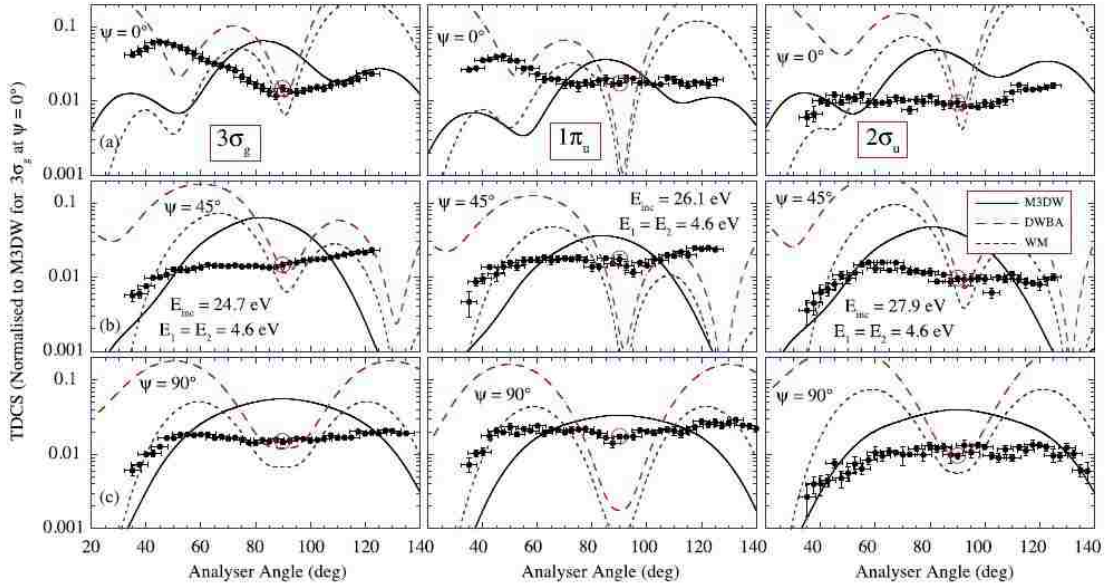 TDCS (Normalised to M3DW for 3σg at ψ = 0°)
0.1
0.01
0.001
ψ = 0°
(a)
3σg
ψ = 0°
1πu
ψ = 0°
2σu
0.1
0.01
0.001
ψ = 45°
(b)
Einc = 24.7 eV
E1 = E2 = 4.6 eV
ψ = 45°
Einc = 26.1 eV
E1 = E2 = 4.6 eV
ψ = 45°
M3DW
DWBA
WM
Einc = 27.9 eV
E1 = E2 = 4.6 eV
0.1
0.01
0.001
ψ = 90°
(c)
ψ = 90°
ψ = 90°
20 40 60 80 100 120 140 40 60 80 100 120 140 40 60 80 100 120 140
Analyser Angle (deg) Analyser Angle (deg) Analyser Angle (deg)